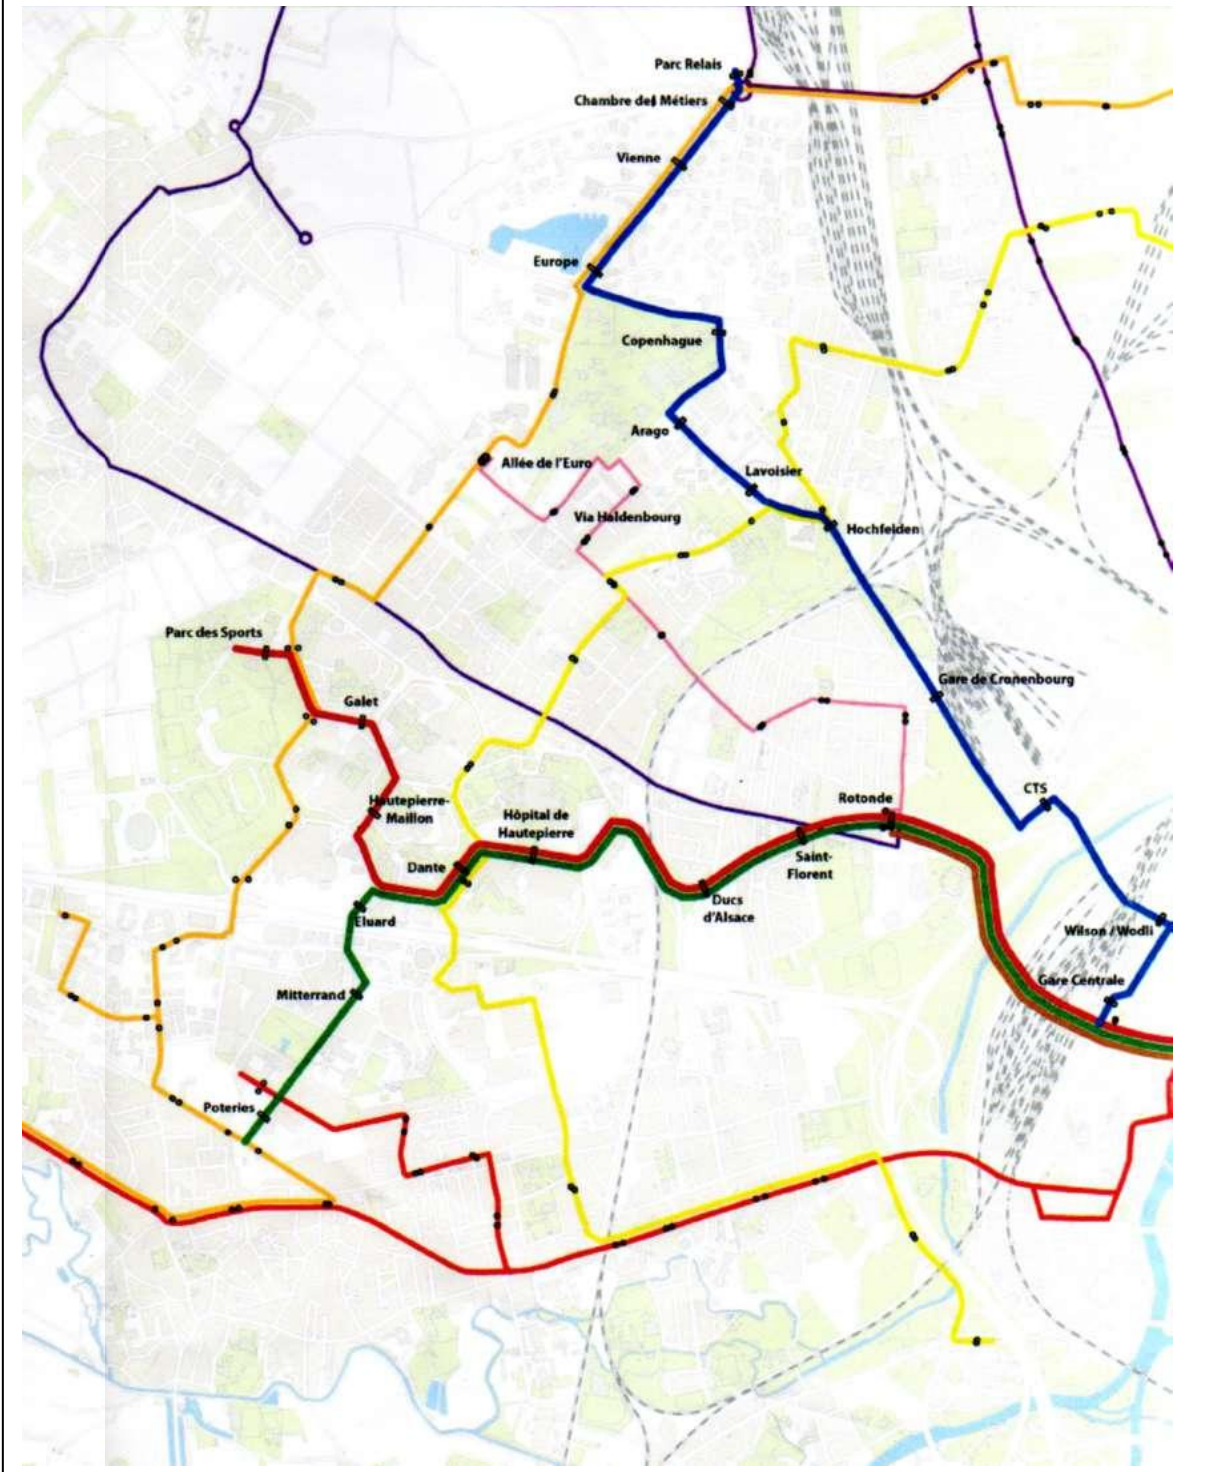 Parc Relais
Chambre des Métiers
Vienne
Europe
Copenhague
Arago
Lavoisier
Allée de l'Euro
Via Haldenbourg
Hochfelden
Parc des Sports
Gare de Cronenbourg
Galet
CTS
Hautepierre-
Maillon
Hôpital de
Hautepierre
Rotonde
Dante
Saint-
Florent
Ducs
d'Alsace
Eluard
Wilson / Wodli
Gare Centrale
Mitterrand
Poteries